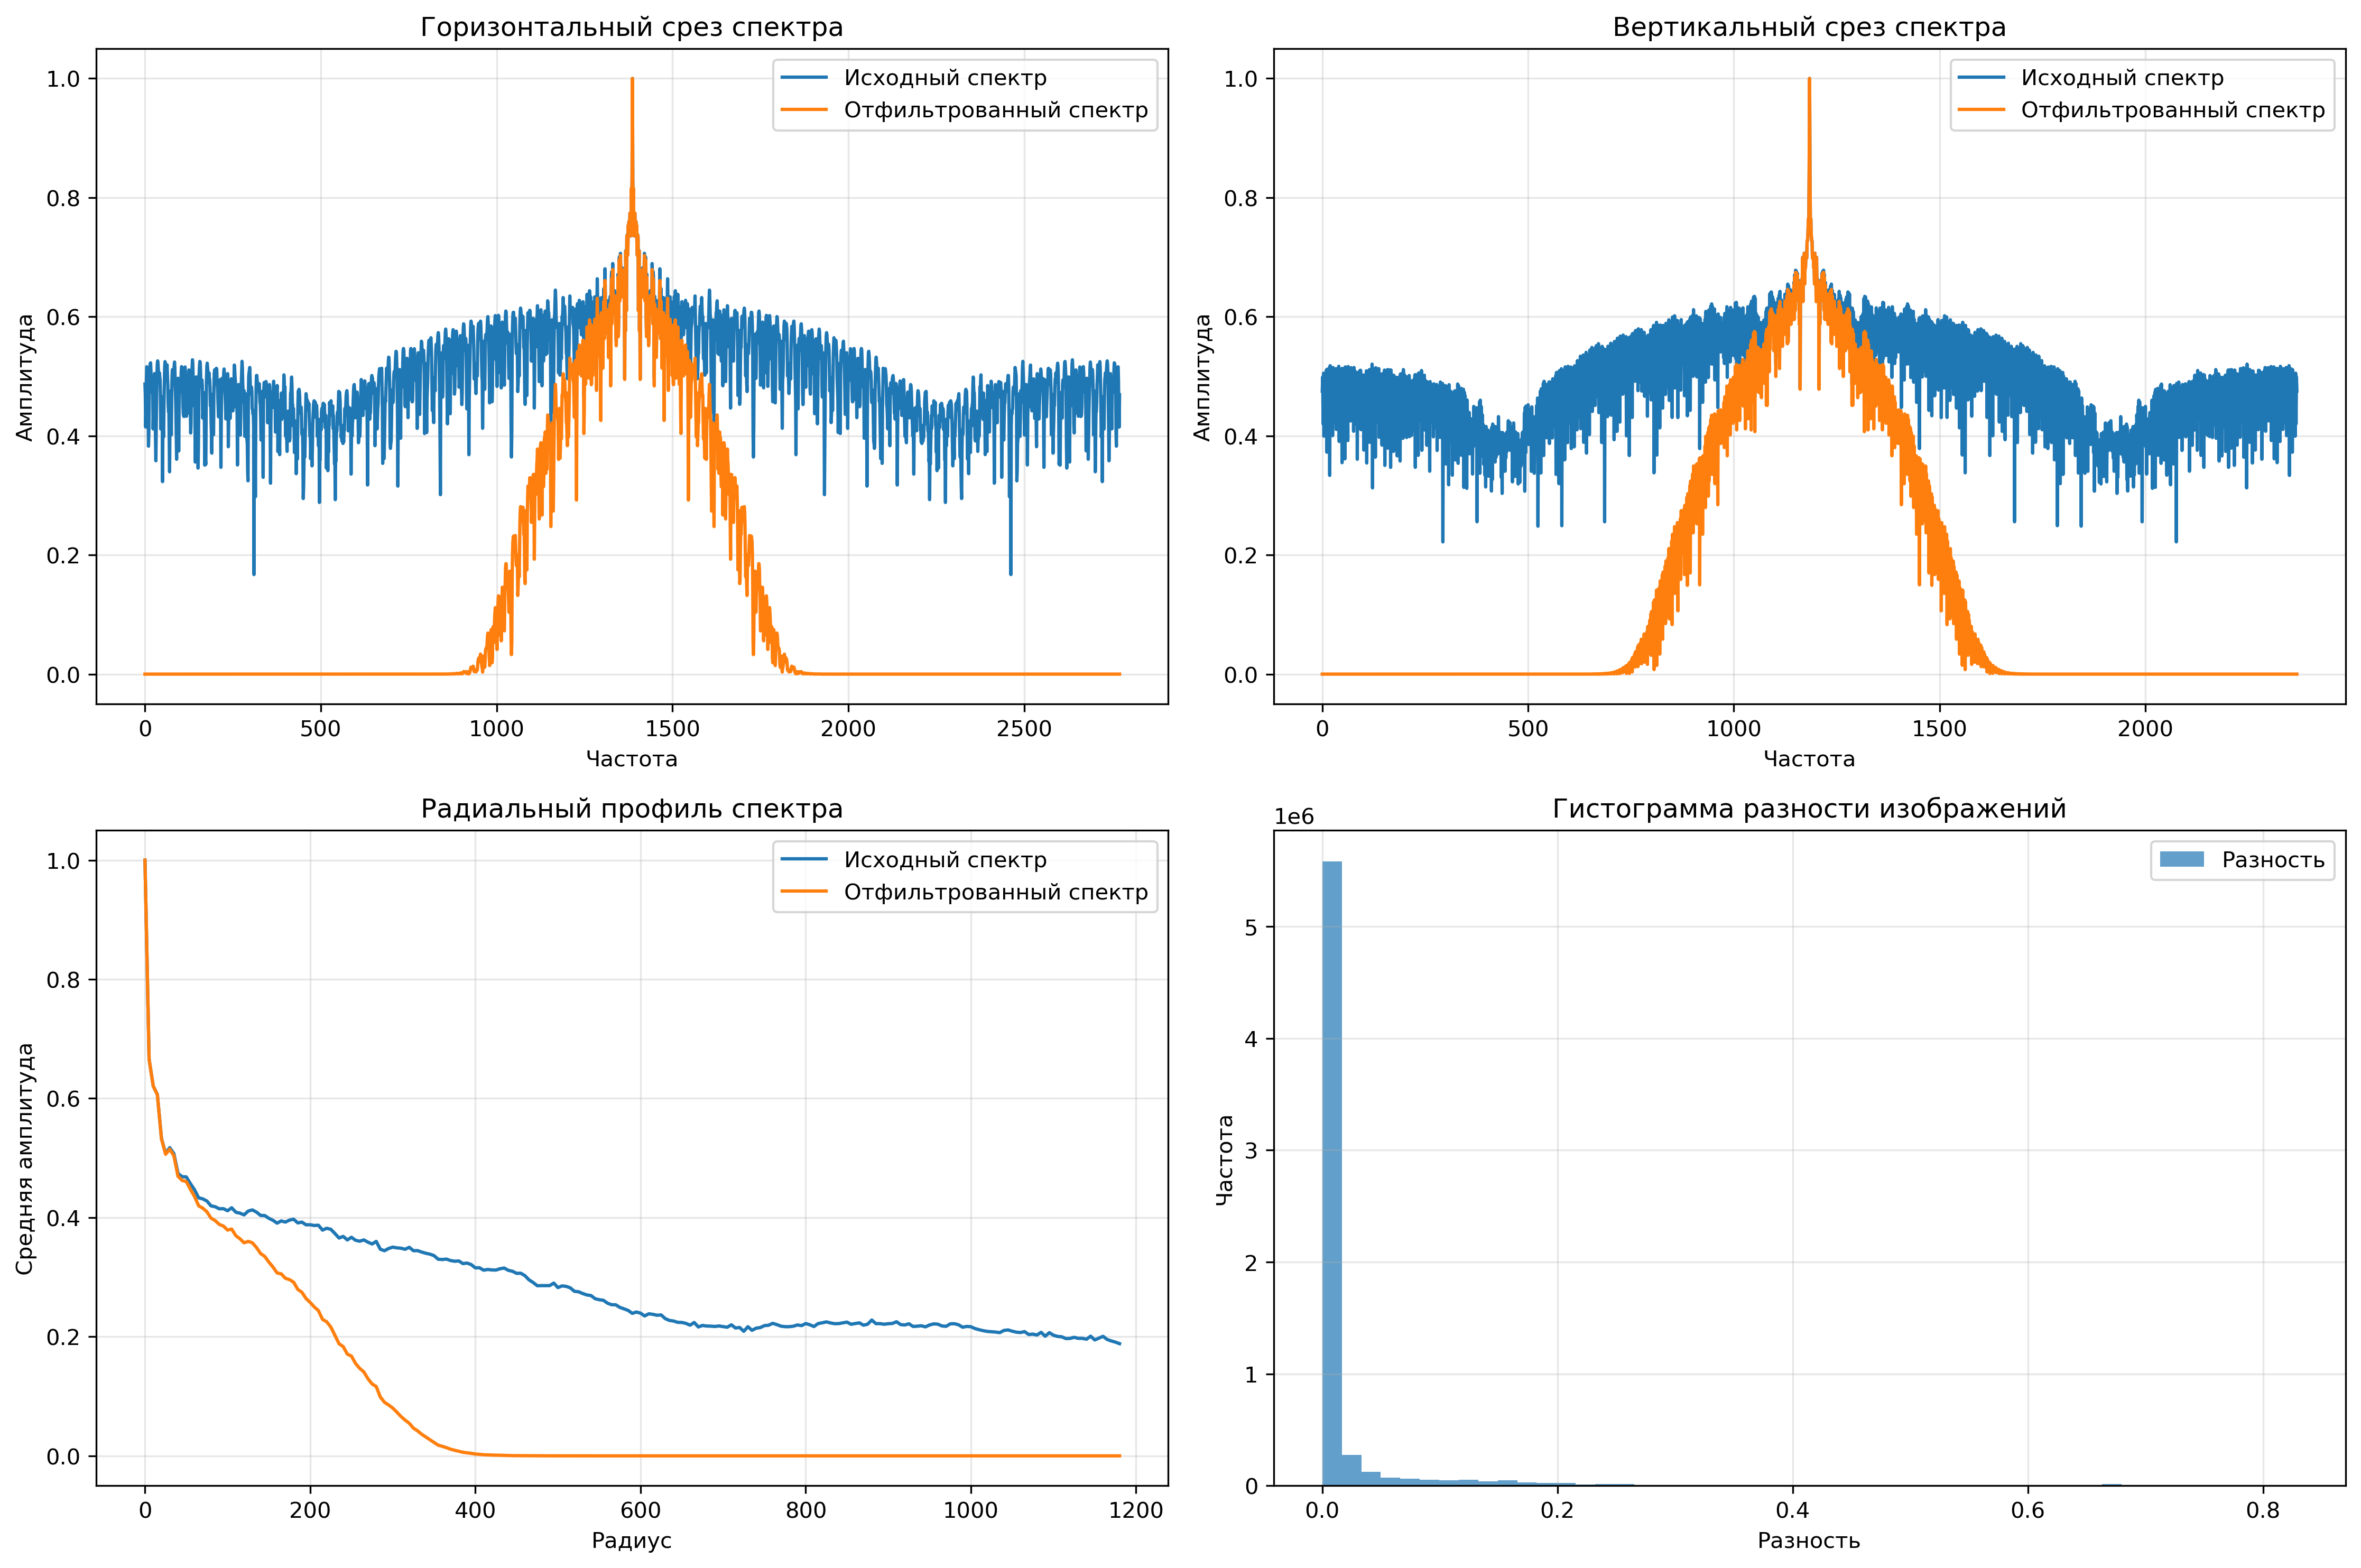 Горизонтальный срез спектра
Исходный спектр
Отфильтрованный спектр
Амплитуда
1.0
0.8
0.6
0.4
0.2
0.0
0 500 1000 1500 2000 2500
Частота
Вертикальный срез спектра
Исходный спектр
Отфильтрованный спектр
Амплитуда
1.0
0.8
0.6
0.4
0.2
0.0
0 500 1000 1500 2000
Частота
Радиальный профиль спектра
Исходный спектр
Отфильтрованный спектр
Средняя амплитуда
1.0
0.8
0.6
0.4
0.2
0.0
0 200 400 600 800 1000 1200
Радиус
Гистограмма разности изображений
1e6
Разность
Частота
5
4
3
2
1
0
0.0 0.2 0.4 0.6 0.8
Разность